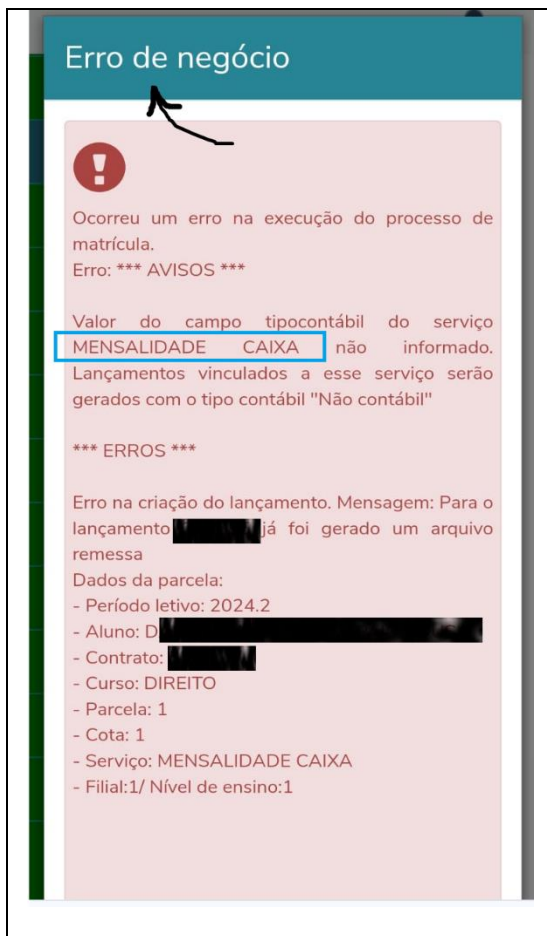 Erro de negócio
Ocorreu um erro na execução do processo de
matrícula.
Erro: *** AVISOS ***
Valor do campo tipocontábil do serviço
MENSALIDADE CAIXA não informado.
Lançamentos vinculados a esse serviço serão
gerados com o tipo contábil "Não contábil"
*** ERROS ***
Erro na criação do lançamento. Mensagem: Para o
lançamento já foi gerado um arquivo
remessa
Dados da parcela:
- Período letivo: 2024.2
- Aluno: D
- Contrato:
- Curso: DIREITO
- Parcela: 1
- Cota: 1
- Serviço: MENSALIDADE CAIXA
- Filial:1/ Nível de ensino:1